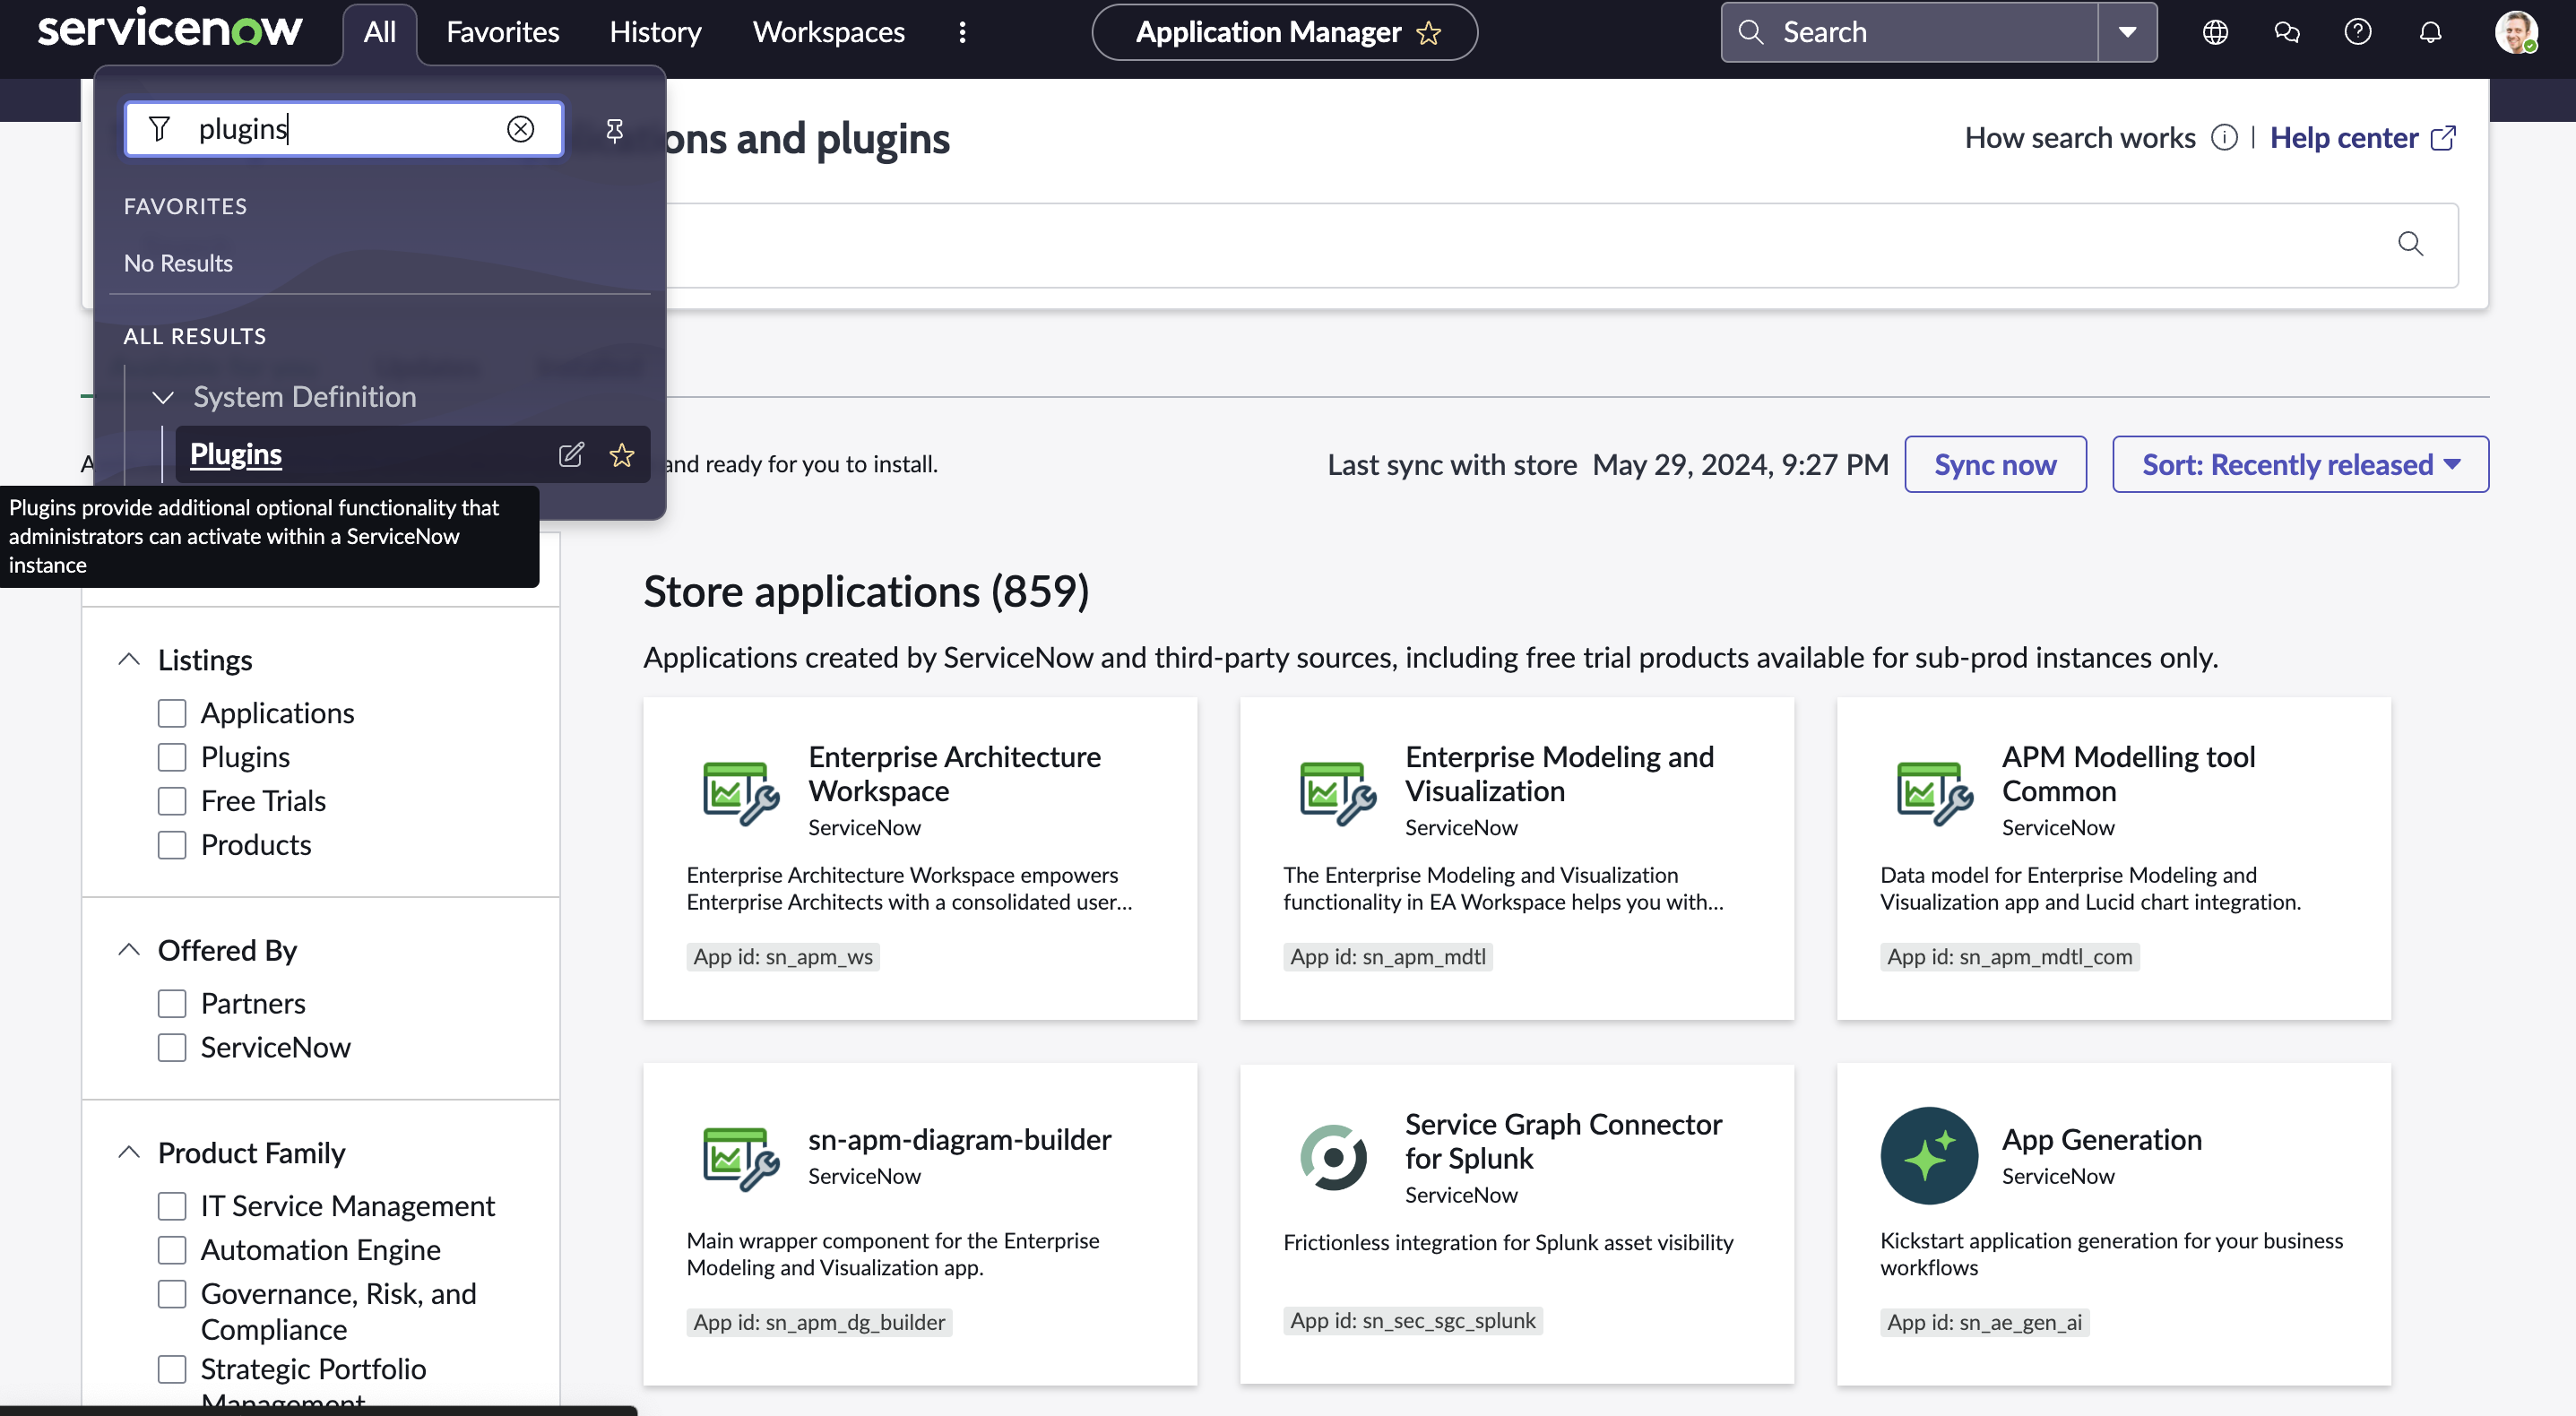 servicenow
All
Favorites
History
Workspaces
Application Manager
Search
plugins
FAVORITES
No Results
ALL RESULTS
System Definition
Plugins
Plugins provide additional optional functionality that
administrators can activate within a ServiceNow
instance
ons and plugins
How search works
Help center
A
and ready for you to install.
Last sync with store May 29, 2024, 9:27 PM
Sync now
Sort: Recently released
Listings
Applications
Plugins
Free Trials
Products
Offered By
Partners
ServiceNow
Product Family
IT Service Management
Automation Engine
Governance, Risk, and
Compliance
Strategic Portfolio
Management
Store applications (859)
Applications created by ServiceNow and third-party sources, including free trial products available for sub-prod instances only.
Enterprise Architecture
Workspace
ServiceNow
Enterprise Architecture Workspace empowers
Enterprise Architects with a consolidated user...
App id: sn_apm_ws
Enterprise Modeling and
Visualization
ServiceNow
The Enterprise Modeling and Visualization
functionality in EA Workspace helps you with...
App id: sn_apm_mdtl
APM Modelling tool
Common
ServiceNow
Data model for Enterprise Modeling and
Visualization app and Lucid chart integration.
App id: sn_apm_mdtl_com
sn-apm-diagram-builder
ServiceNow
Main wrapper component for the Enterprise
Modeling and Visualization app.
App id: sn_apm_dg_builder
Service Graph Connector
for Splunk
ServiceNow
Frictionless integration for Splunk asset visibility
App id: sn_sec_sgc_splunk
App Generation
ServiceNow
Kickstart application generation for your business
workflows
App id: sn_ae_gen_ai